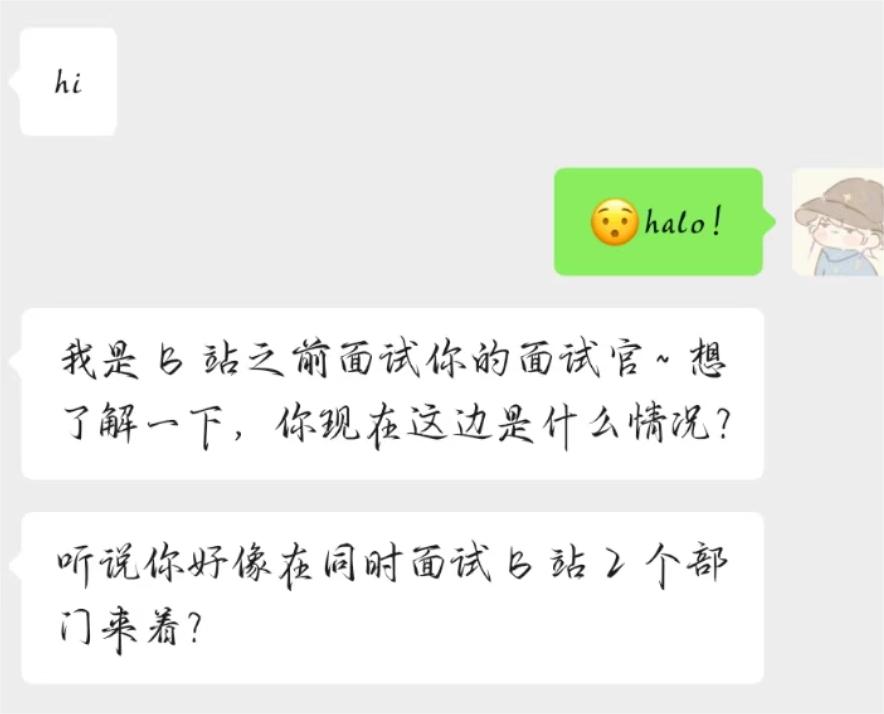 hi
😯halo!
我是 B 站之前面试你的面试官~想
了解一下，你现在这边是什么情况？
听说你好像在同时面试 B 站 2 个部
门来着？